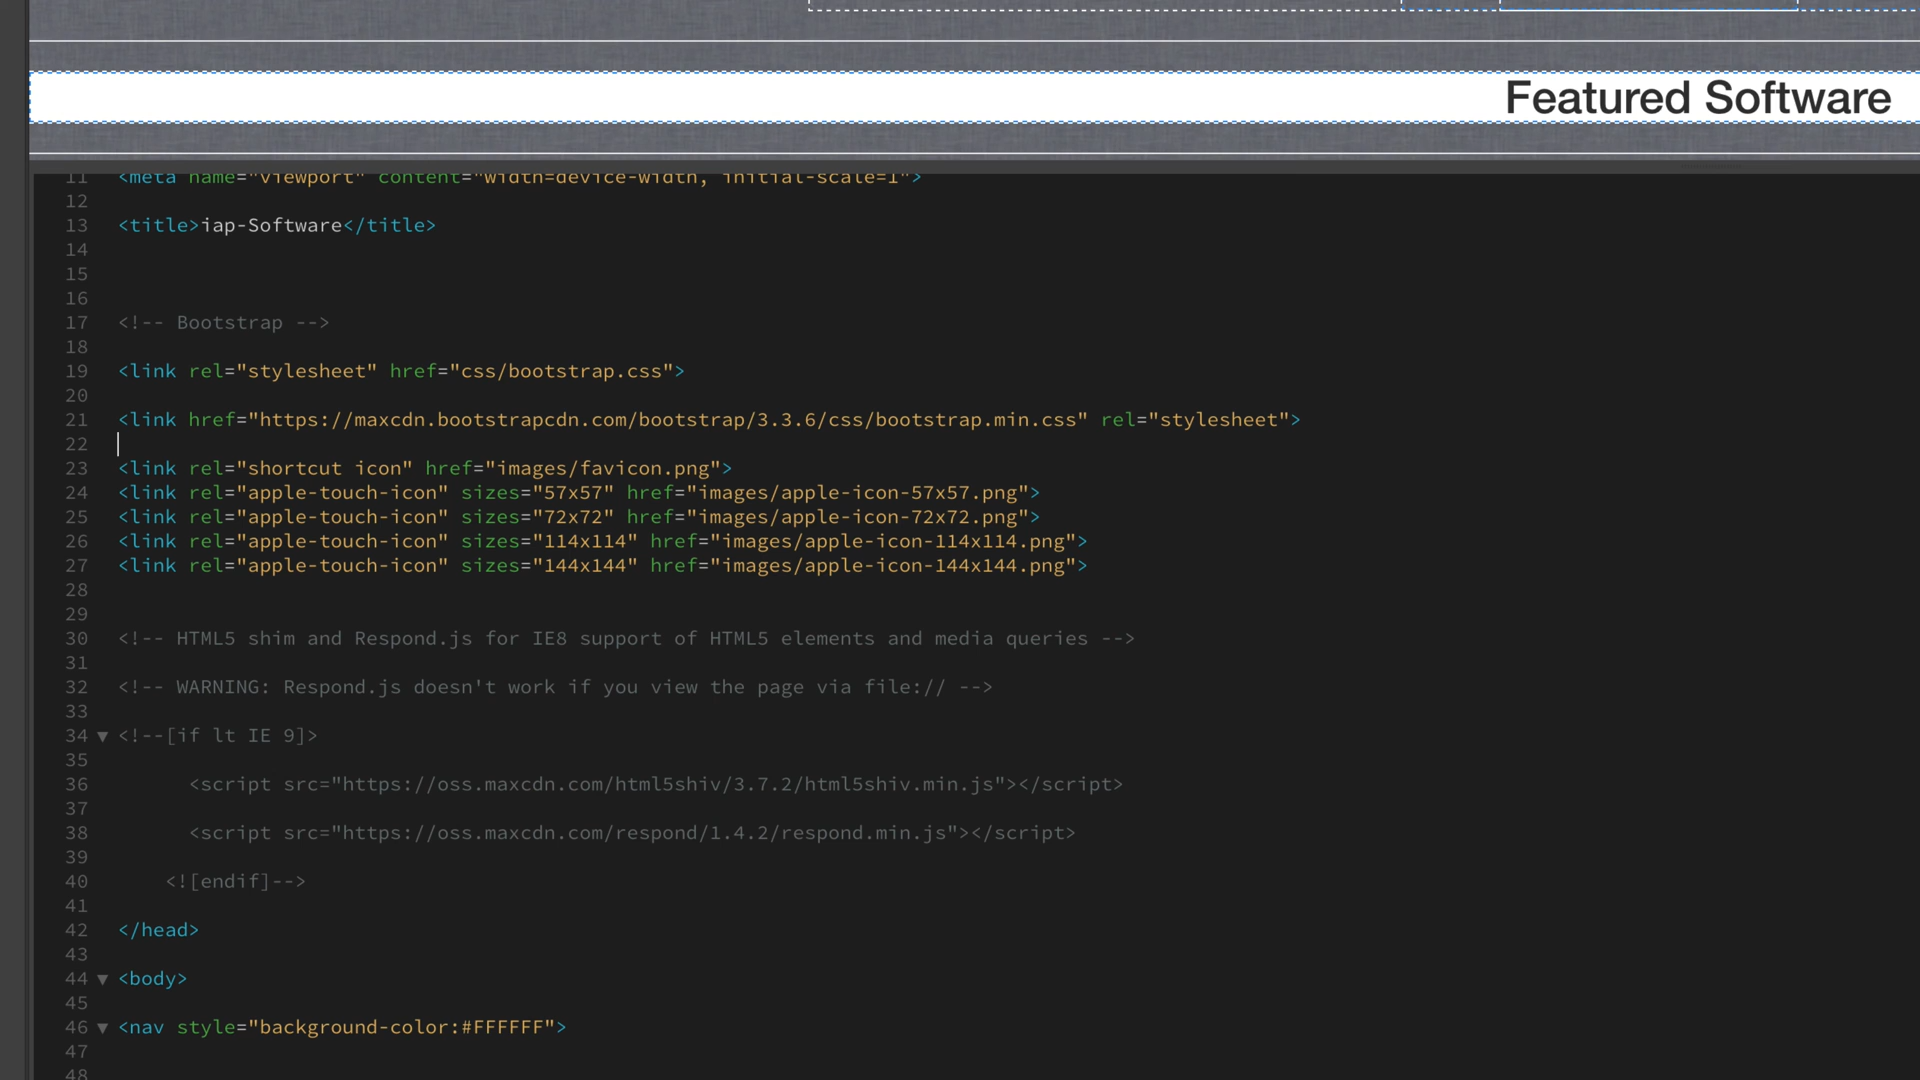 Featured Software
11 <meta name="viewport" content="width=device-width, initial-scale=1">
12
13 <title>iap-Software</title>
14
15
16
17 <!-- Bootstrap -->
18
19 <link rel="stylesheet" href="css/bootstrap.css">
20
21 <link href="https://maxcdn.bootstrapcdn.com/bootstrap/3.3.6/css/bootstrap.min.css" rel="stylesheet">
22
23 <link rel="shortcut icon" href="images/favicon.png">
24 <link rel="apple-touch-icon" sizes="57x57" href="images/apple-icon-57x57.png">
25 <link rel="apple-touch-icon" sizes="72x72" href="images/apple-icon-72x72.png">
26 <link rel="apple-touch-icon" sizes="114x114" href="images/apple-icon-114x114.png">
27 <link rel="apple-touch-icon" sizes="144x144" href="images/apple-icon-144x144.png">
28
29
30 <!-- HTML5 shim and Respond.js for IE8 support of HTML5 elements and media queries -->
31
32 <!-- WARNING: Respond.js doesn't work if you view the page via file:// -->
33
34 ▼ <!--[if lt IE 9]>
35
36 <script src="https://oss.maxcdn.com/html5shiv/3.7.2/html5shiv.min.js"></script>
37
38 <script src="https://oss.maxcdn.com/respond/1.4.2/respond.min.js"></script>
39
40 <![endif]-->
41
42 </head>
43
44 ▼ <body>
45
46 ▼ <nav style="background-color:#FFFFFF">
47
48